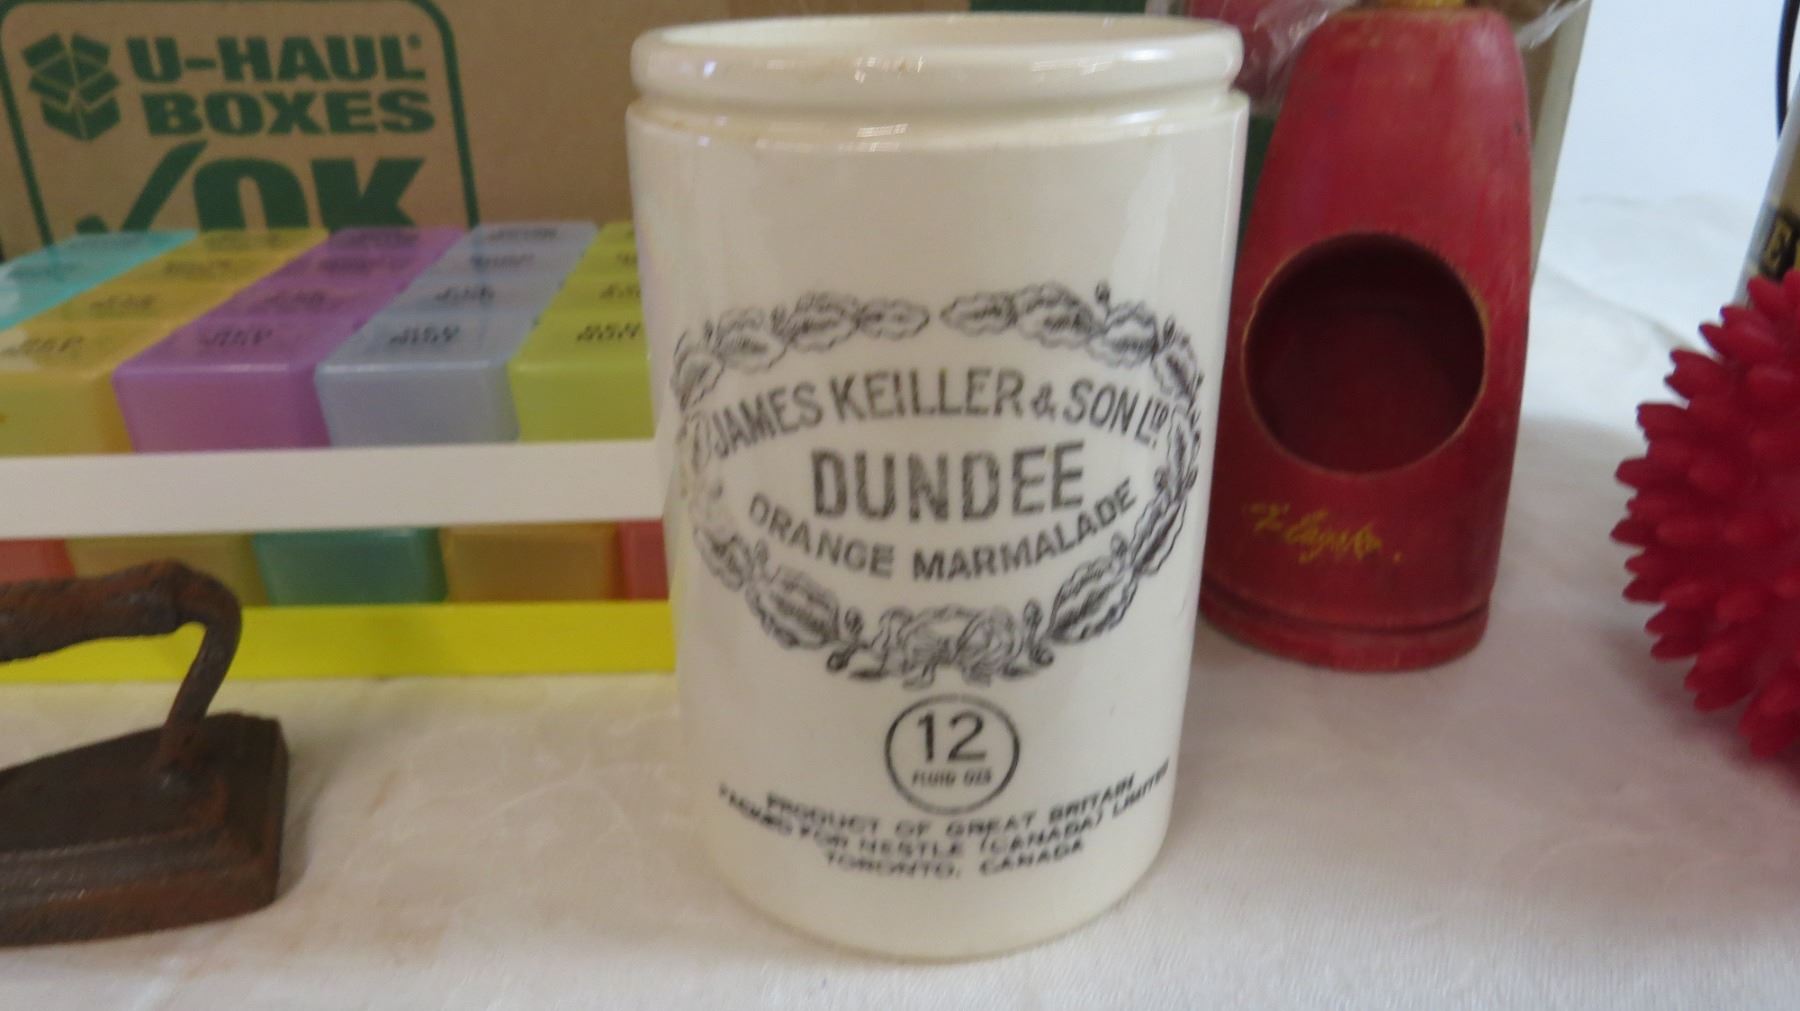 U-HAUL
BOXES
OK
JAMES KEILLER & SON LTD.
DUNDEE
ORANGE MARMALADE
12
FLUID OZS
PRODUCT OF GREAT BRITAIN
PACKED FOR NESTLE (CANADA) LIMITED
TORONTO, CANADA